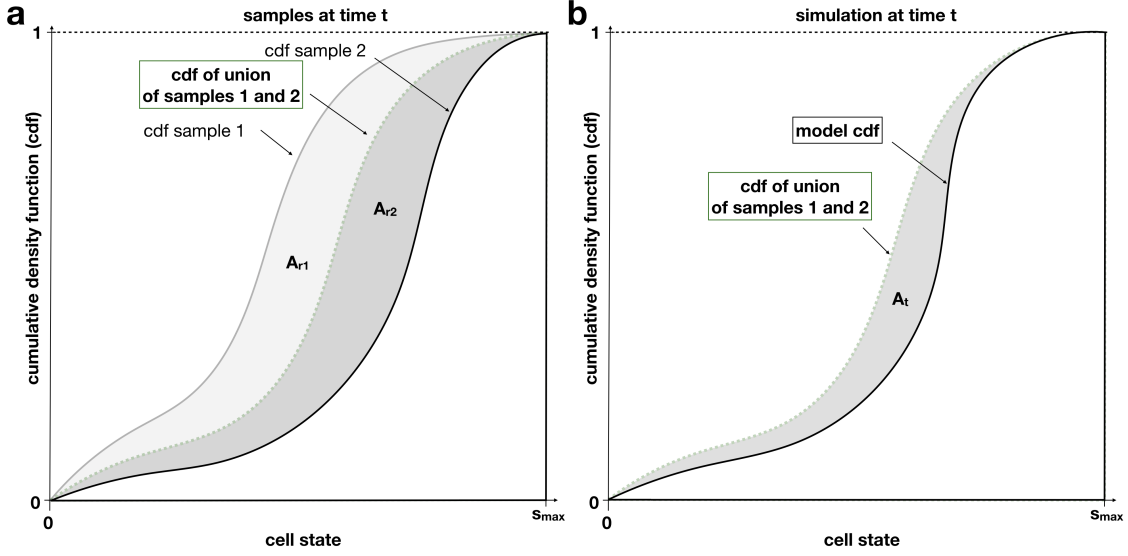 a
samples at time t
1
cdf sample 2
cdf of union
of samples 1 and 2
cdf sample 1
Ar2
Ar1
cumulative density function (cdf)
0
0
smax
cell state
b
simulation at time t
1
model cdf
cdf of union
of samples 1 and 2
At
cumulative density function (cdf)
0
0
smax
cell state